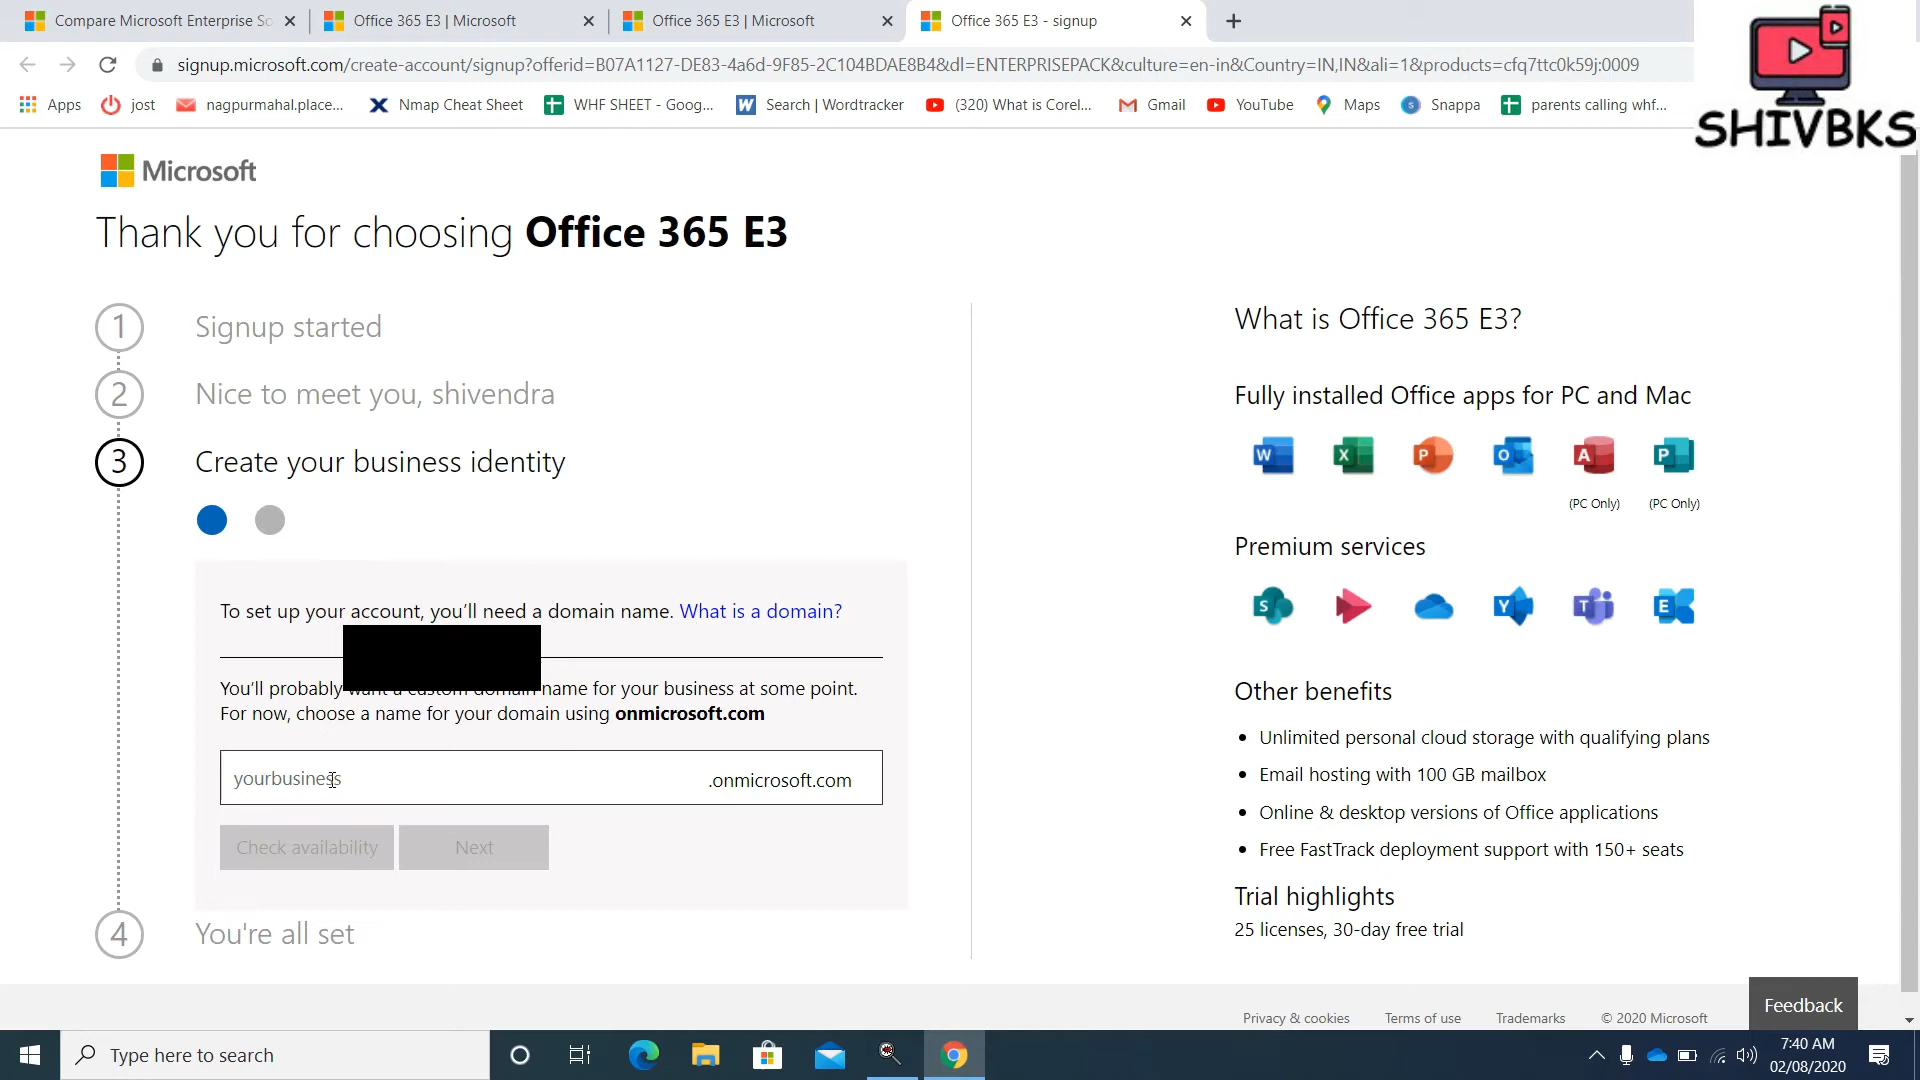 Compare Microsoft Enterprise So
Office 365 E3 | Microsoft
Office 365 E3 | Microsoft
Office 365 E3 - signup
signup.microsoft.com/create-account/signup?offerid=B07A1127-DE83-4a6d-9F85-2C104BDAE8B4&dl=ENTERPRISEPACK&culture=en-in&Country=IN,IN&ali=1&products=cfq7ttc0k59j:0009
Apps
jost
nagpurmahal.place...
Nmap Cheat Sheet
WHF SHEET - Goog...
Search | Wordtracker
(320) What is Corel...
Gmail
YouTube
Maps
Snappa
parents calling whf...
SHIVBKS
Microsoft
Thank you for choosing Office 365 E3
1 Signup started
2 Nice to meet you, shivendra
3 Create your business identity
To set up your account, you'll need a domain name. What is a domain?
You'll probably want a custom domain name for your business at some point.
For now, choose a name for your domain using onmicrosoft.com
yourbusiness .onmicrosoft.com
Check availability Next
4 You're all set
What is Office 365 E3?
Fully installed Office apps for PC and Mac
W X P O A P
(PC Only) (PC Only)
Premium services
S Y T E
Other benefits
• Unlimited personal cloud storage with qualifying plans
• Email hosting with 100 GB mailbox
• Online & desktop versions of Office applications
• Free FastTrack deployment support with 150+ seats
Trial highlights
25 licenses, 30-day free trial
Feedback
Privacy & cookies Terms of use Trademarks © 2020 Microsoft
Type here to search
7:40 AM
02/08/2020